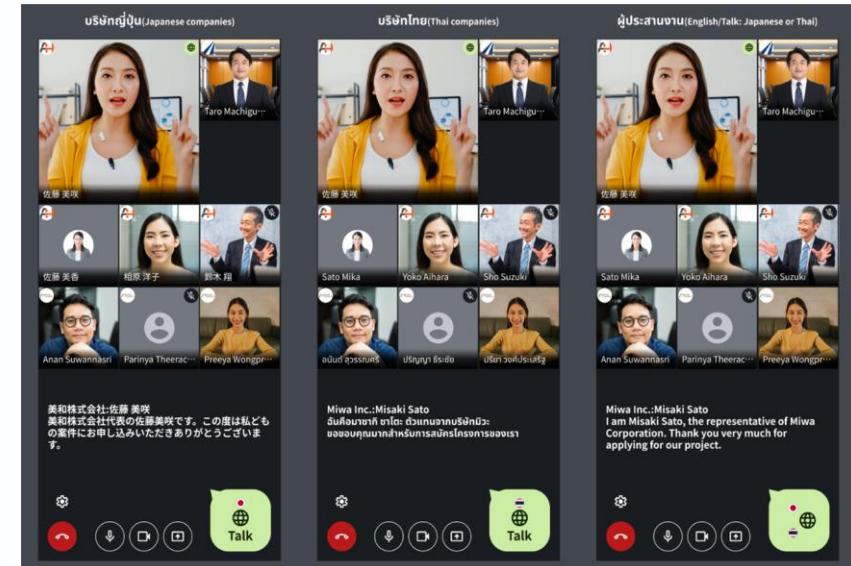 บริษัทญี่ปุ่น(Japanese companies)
Taro Machigu…
佐藤 美咲
佐藤 美香
相原 洋子
鈴木 翔
Anan Suwannasri
Parinya Theerac…
Preeya Wongpr…
美和株式会社:佐藤 美咲
美和株式会社代表の佐藤美咲です。この度は私ども
の案件にお申し込みいただきありがとうございま
す。
Talk
บริษัทไทย(Thai companies)
Taro Machigu…
佐藤 美咲
Sato Mika
Yoko Aihara
Sho Suzuki
อนันต์ สุวรรณศรี
ปริญญา ธีระชัย
ปรียา วงศ์ประเสริฐ
Miwa Inc.:Misaki Sato
ฉันคือมาซากิ ซาโตะ ตัวแทนจากบริษัทมิวะ
ขอขอบคุณมากสำหรับการสมัครโครงการของเรา
Talk
ผู้ประสานงาน(English/Talk: Japanese or Thai)
Taro Machigu…
佐藤 美咲
Sato Mika
Yoko Aihara
Sho Suzuki
Anan Suwannasri
Parinya Theerac…
Preeya Wongpr…
Miwa Inc.:Misaki Sato
I am Misaki Sato, the representative of Miwa
Corporation. Thank you very much for
applying for our project.